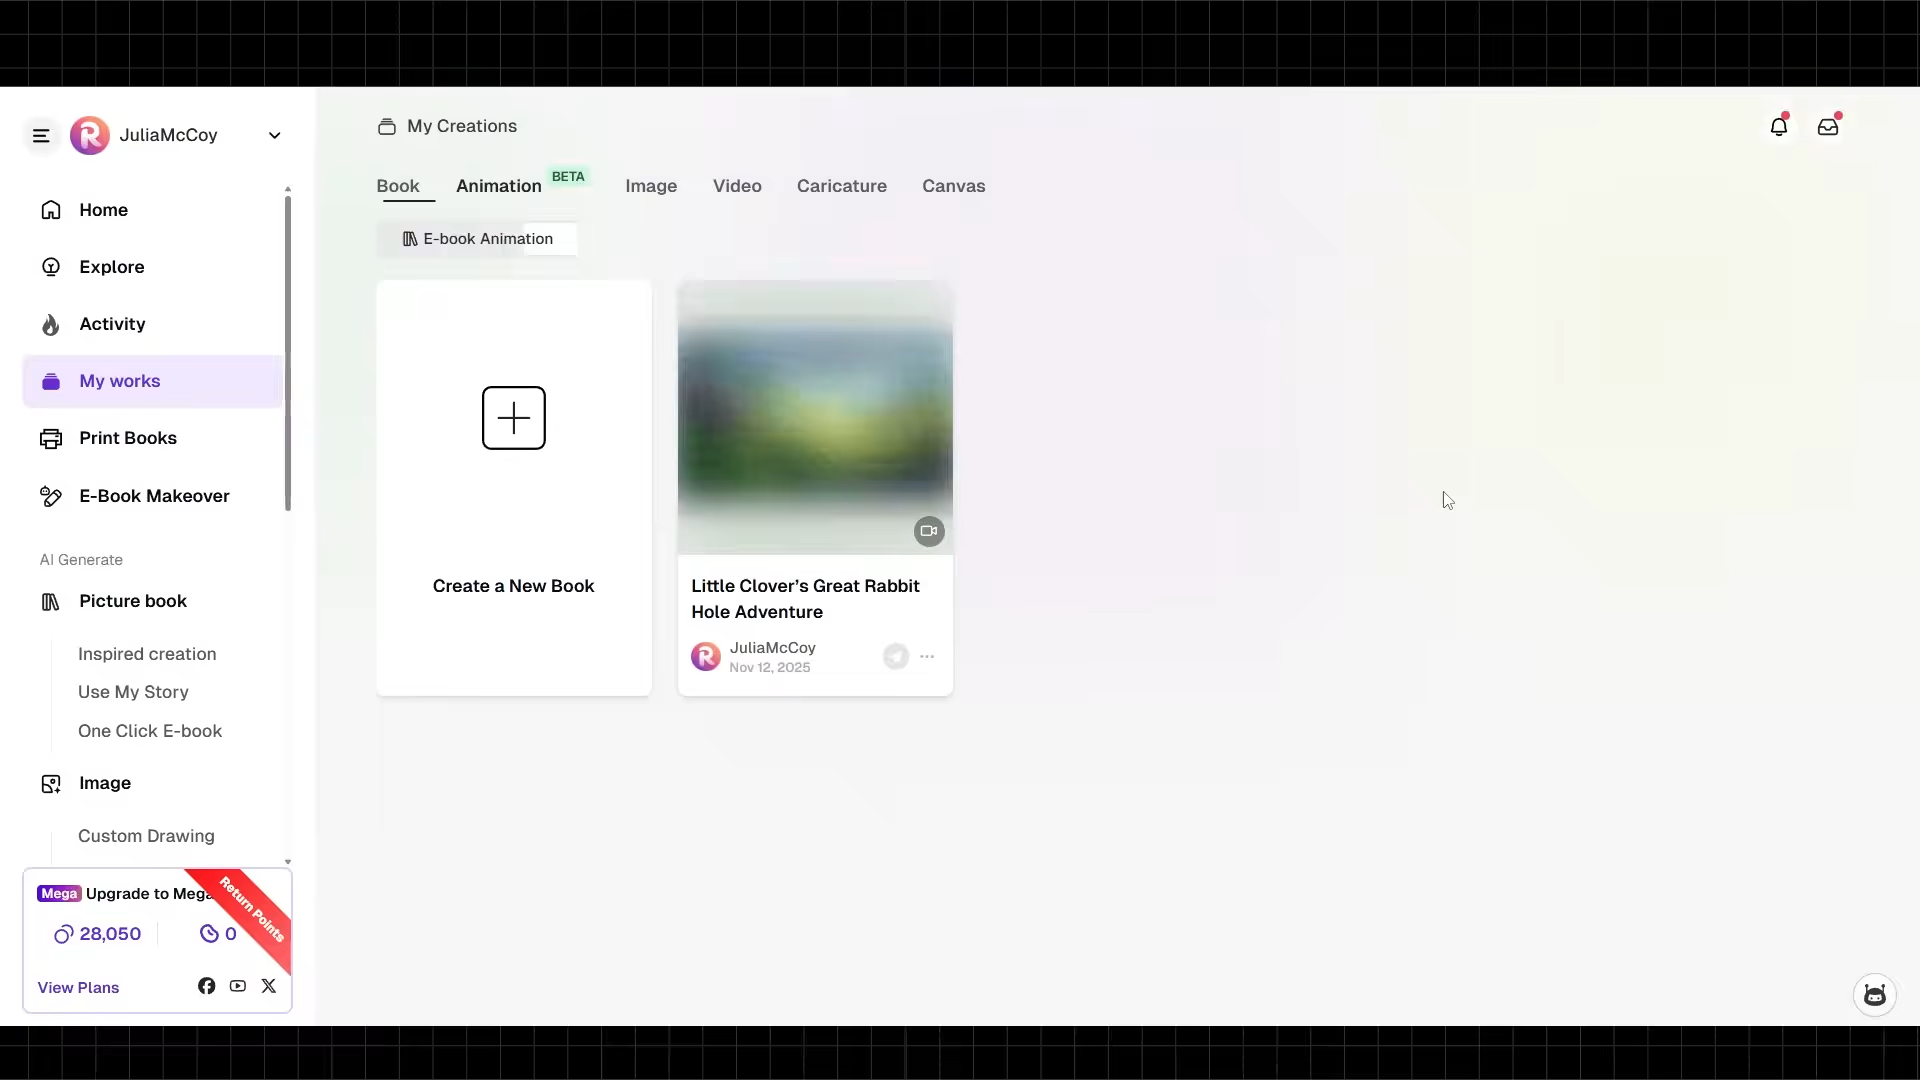 JuliaMcCoy
Home
Explore
Activity
My works
Print Books
E-Book Makeover
AI Generate
Picture book
Inspired creation
Use My Story
One Click E-book
Image
Custom Drawing
Mega Upgrade to Mega
Return Points
28,050 0
View Plans
My Creations
Book Animation BETA Image Video Caricature Canvas
E-book Animation
Create a New Book
Little Clover’s Great Rabbit
Hole Adventure
JuliaMcCoy
Nov 12, 2025